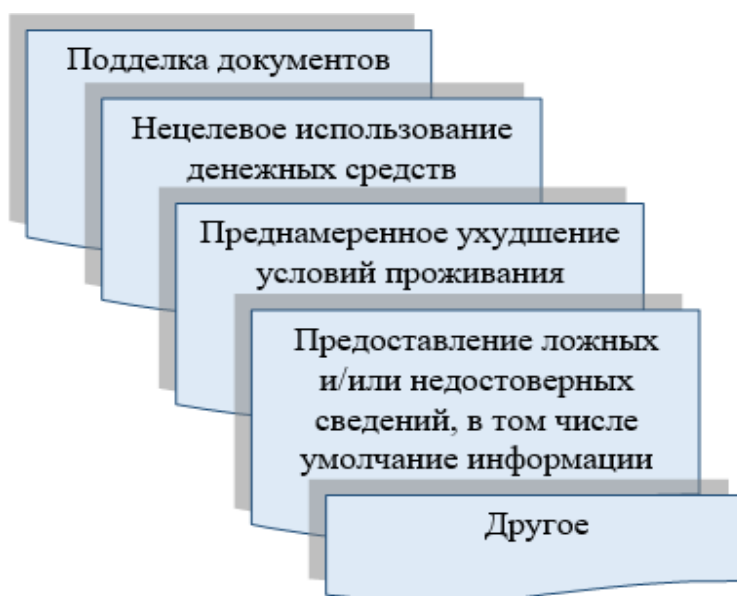 Подделка документов
Нецелевое использование
денежных средств
Преднамеренное ухудшение
условий проживания
Предоставление ложных
и/или недостоверных
сведений, в том числе
умолчание информации
Другое